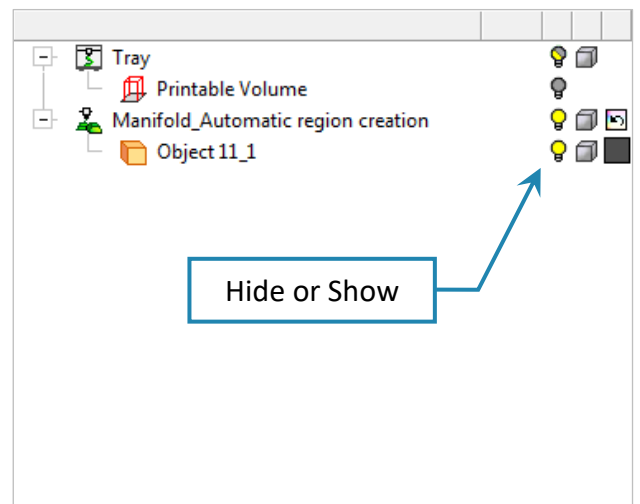 Tray
Printable Volume
Manifold_Automatic region creation
Object 11_1
Hide or Show